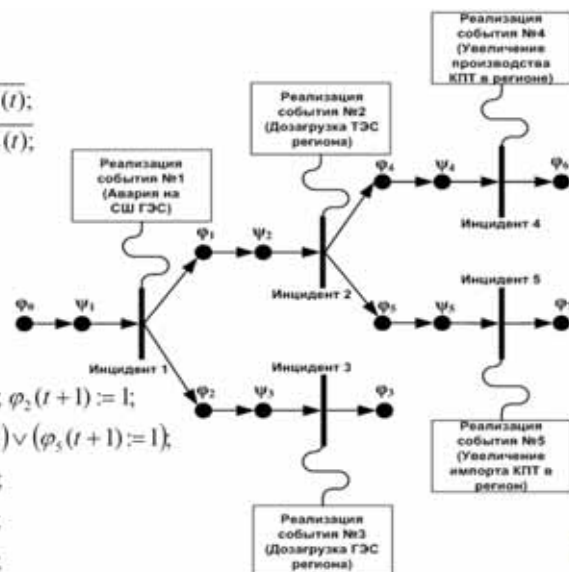 (t);
(t);
; φ₂(t+1):=1;
)∨(φ₅(t+1):=1);
;
;
;
Реализация
события №4
(Увеличение
производства
КПТ в регионе)
Реализация
события №2
(Дозагрузка ТЭС
региона)
Реализация
события №1
(Авария на
СШ ГЭС)
φ₄ ψ₄ φ₆
Инцидент 4
φ₁ ψ₂
Инцидент 2
Инцидент 5
φ₀ ψ₁
φ₅ ψ₅
Инцидент 1
Инцидент 3
φ₂ ψ₃ φ₃
Реализация
события №5
(Увеличение
импорта КПТ в
регион)
Реализация
события №3
(Дозагрузка ГЭС
региона)